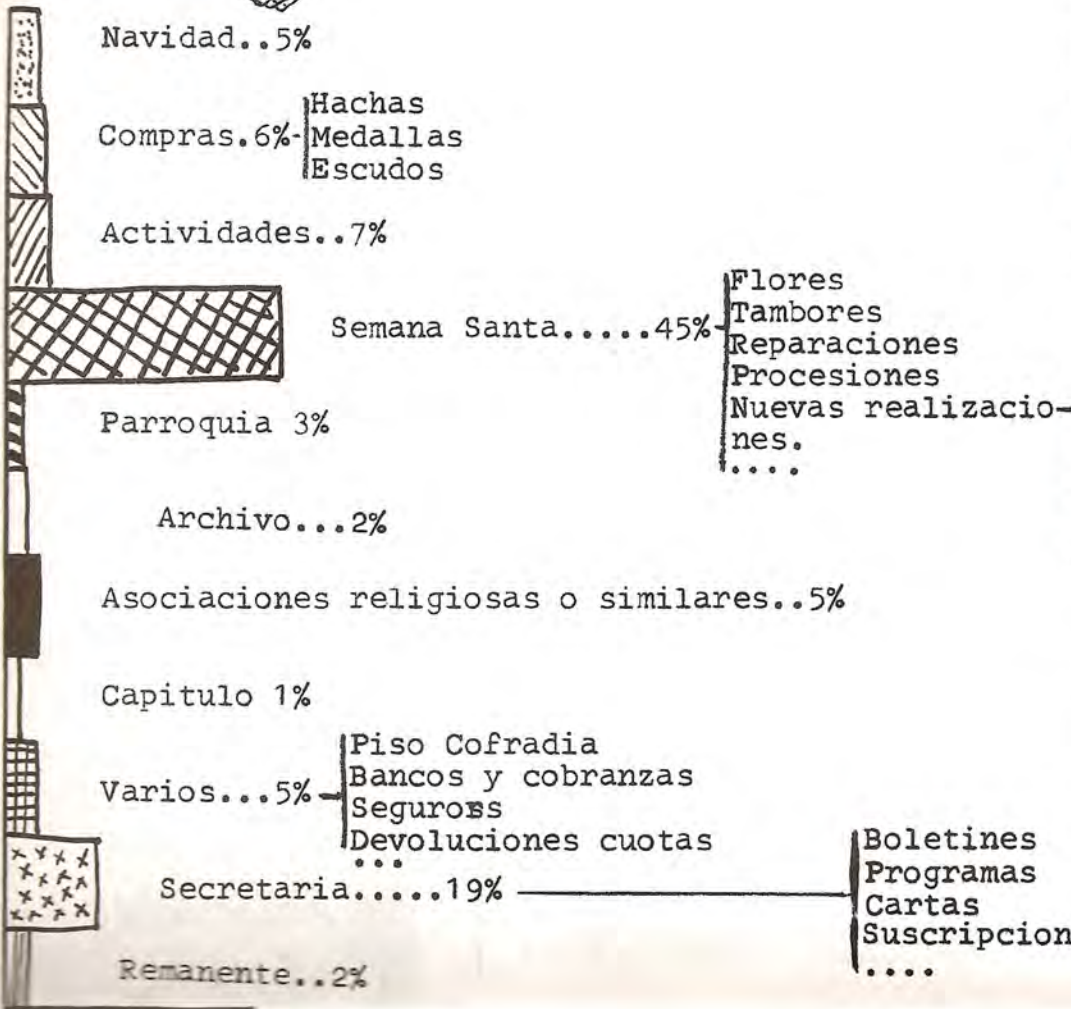 Navidad..5%
Compras.6%-
Hachas
Medallas
Escudos
Actividades..7%
Semana Santa.....45%
Flores
Tambores
Reparaciones
Procesiones
Nuevas realizacio-
nes.
....
Parroquia 3%
Archivo...2%
Asociaciones religiosas o similares..5%
Capitulo 1%
Varios...5%
Piso Cofradia
Bancos y cobranzas
Seguross
Devoluciones cuotas
...
Secretaria.....19%
Boletines
Programas
Cartas
Suscripcion
....
Remanente..2%